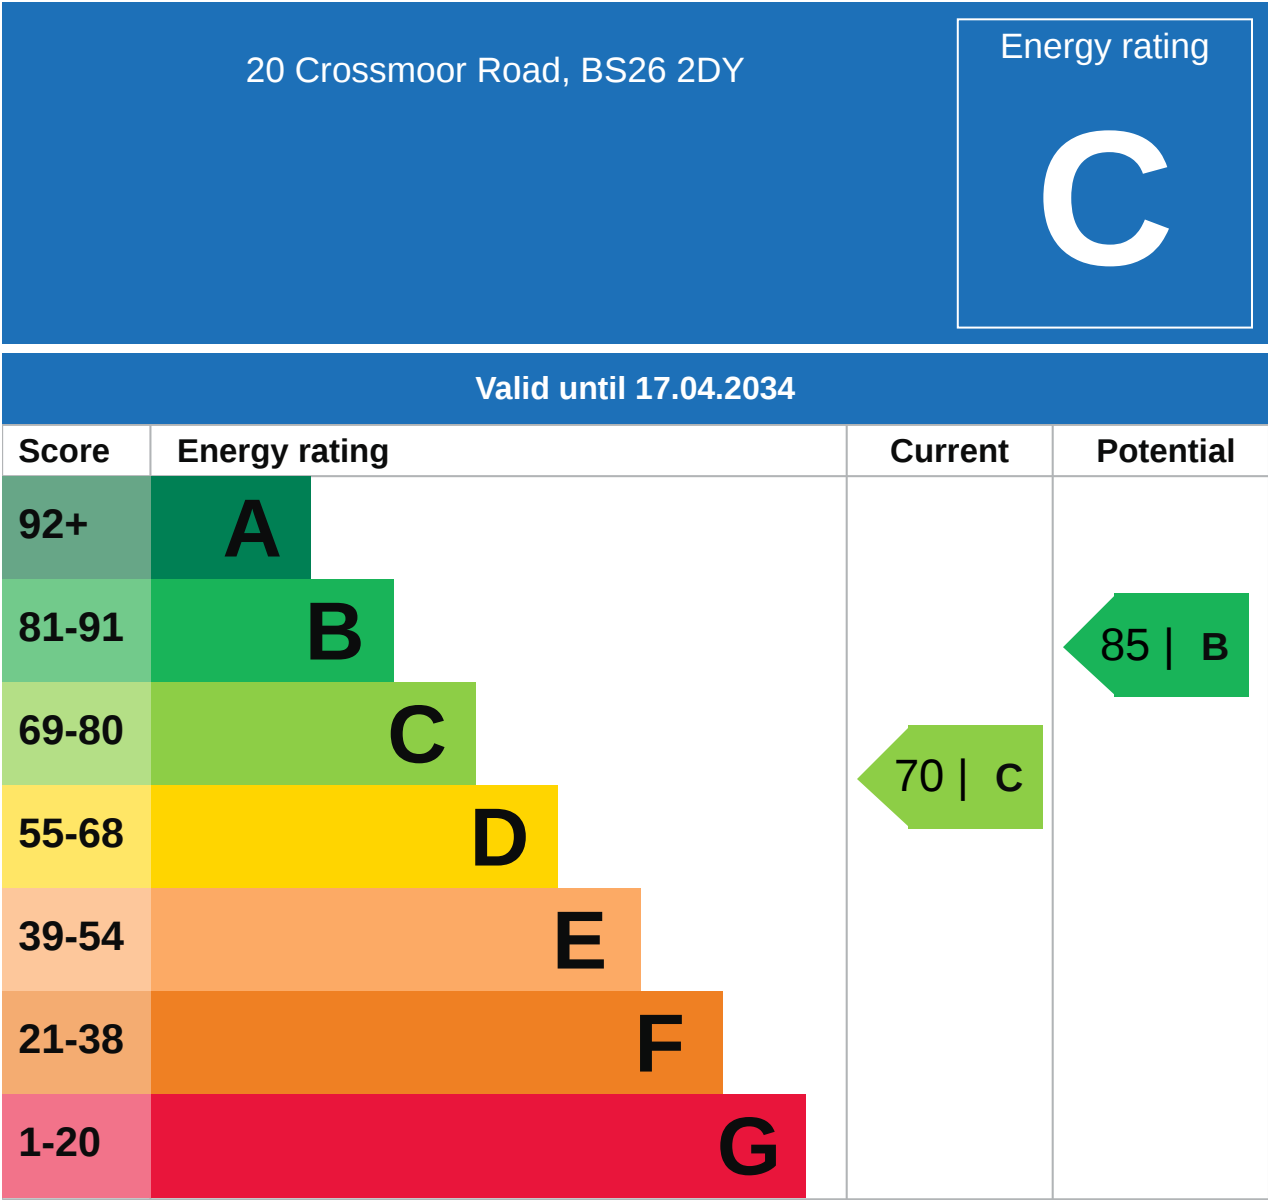 20 Crossmoor Road, BS26 2DY
Energy rating
C
Valid until 17.04.2034
Score Energy rating Current Potential
92+ A
81-91 B
85 | B
69-80 C
70 | C
55-68 D
39-54 E
21-38 F
1-20 G